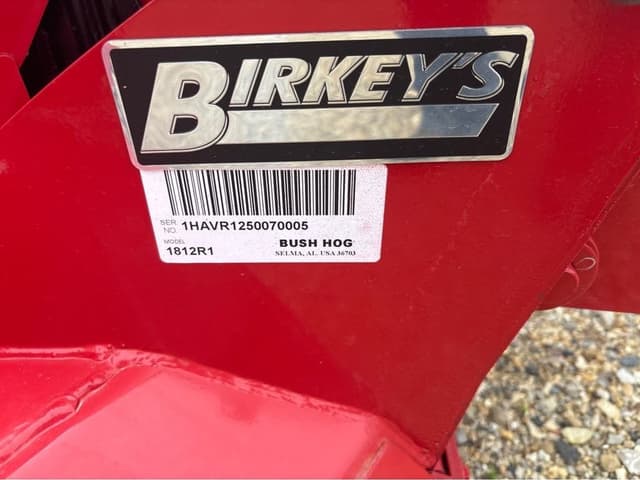 BIRKEY'S
SER. NO. 1HAVR1250070005
MODEL
1812R1 BUSH HOG
SELMA, AL. USA 36703